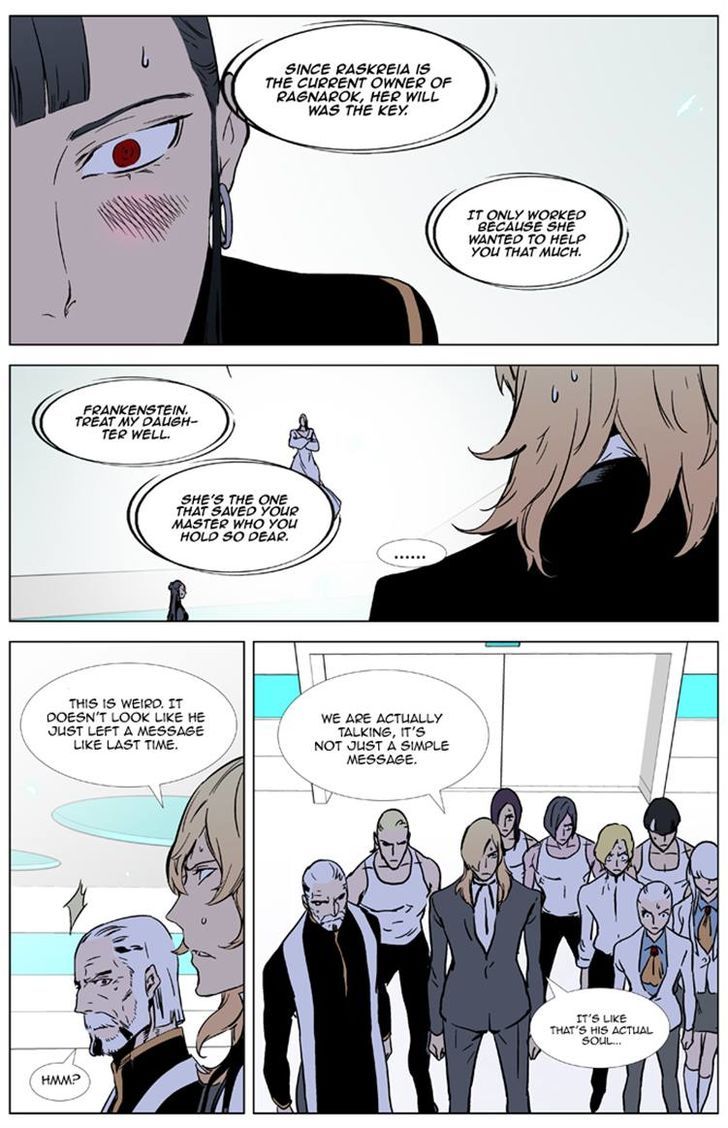 SINCE RASKREIA IS
THE CURRENT OWNER OF
RAGNAROK, HER WILL
WAS THE KEY.
IT ONLY WORKED
BECAUSE SHE
WANTED TO HELP
YOU THAT MUCH.
FRANKENSTEIN.
TREAT MY DAUGH-
TER WELL.
SHE'S THE ONE
THAT SAVED YOUR
MASTER WHO YOU
HOLD SO DEAR.
......
THIS IS WEIRD. IT
DOESN'T LOOK LIKE HE
JUST LEFT A MESSAGE
LIKE LAST TIME.
HMM?
WE ARE ACTUALLY
TALKING, IT'S
NOT JUST A SIMPLE
MESSAGE.
IT'S LIKE
THAT'S HIS ACTUAL
SOUL...